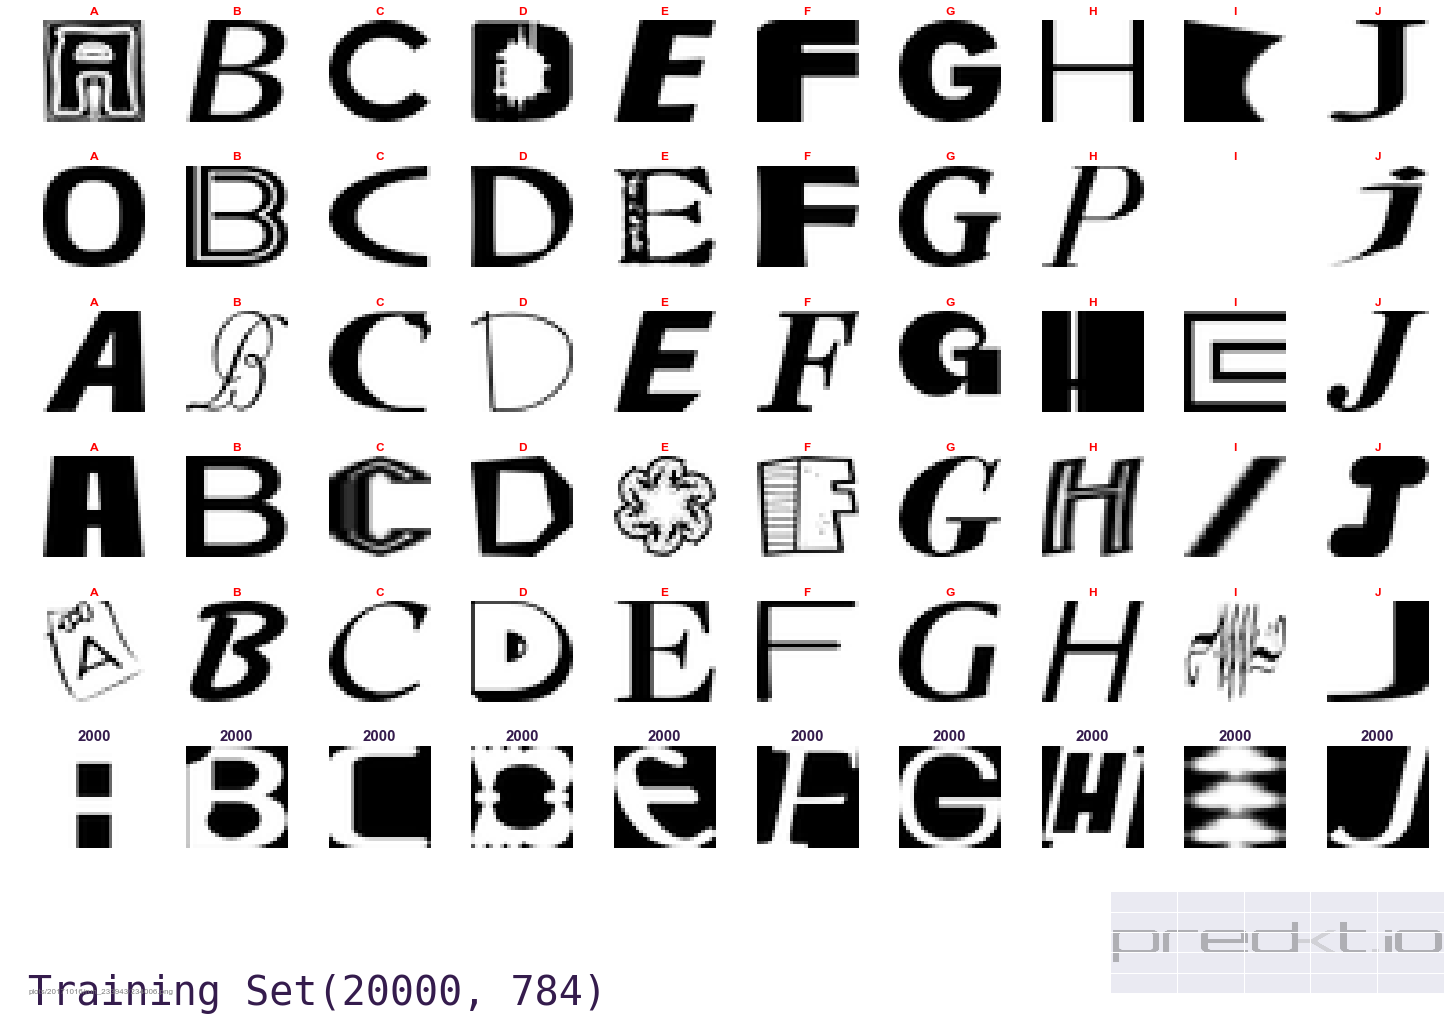 A B C D E F G H I J
A B C D E F G H I J
O B C D E F G P j
A B C D E F G H I J
A B C D E F G H I J
A B C D E F G H J
A B C D E F G H I J
A B C D F G H I J
A B C D E F G H I J
A B C D E F G H J
2000 2000 2000 2000 2000 2000 2000 2000 2000 2000
B C E F G H J
predkt.io
Training Set(20000, 784)